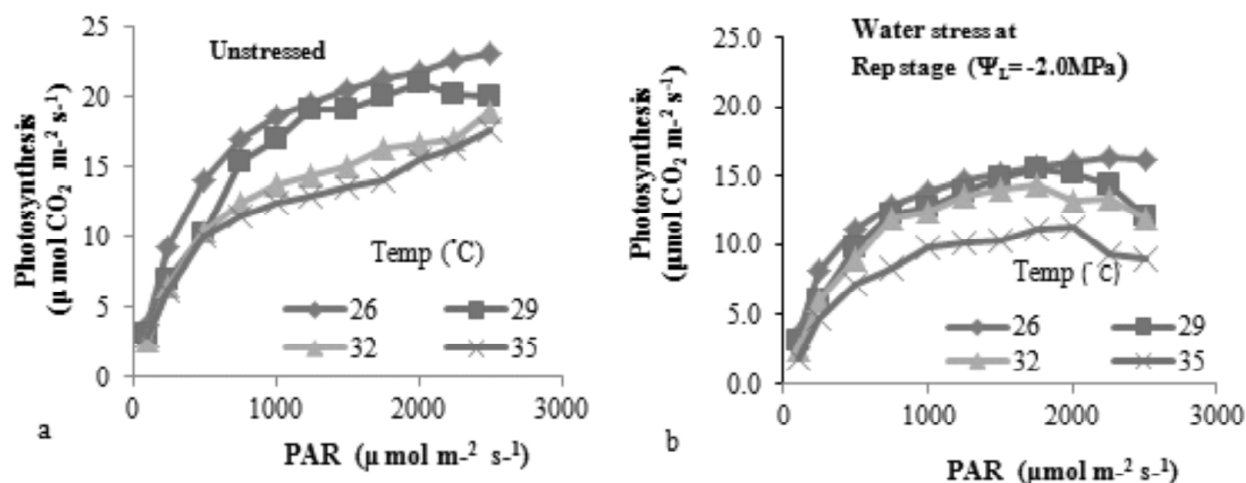 25
20
15
10
5
0
Photosynthesis
(µ mol CO₂ m-² s-¹)
Unstressed
Temp (˚C)
26
29
32
35
0
1000
2000
3000
PAR (µ mol m-² s-¹)
a
25.0
20.0
15.0
10.0
5.0
0.0
Photosynthesis
(µmol CO₂ m-² s-¹)
Water stress at
Rep stage (Ψ_L= -2.0MPa)
Temp (˚C)
26
29
32
35
0
1000
2000
3000
PAR (µmol m-² s-¹)
b